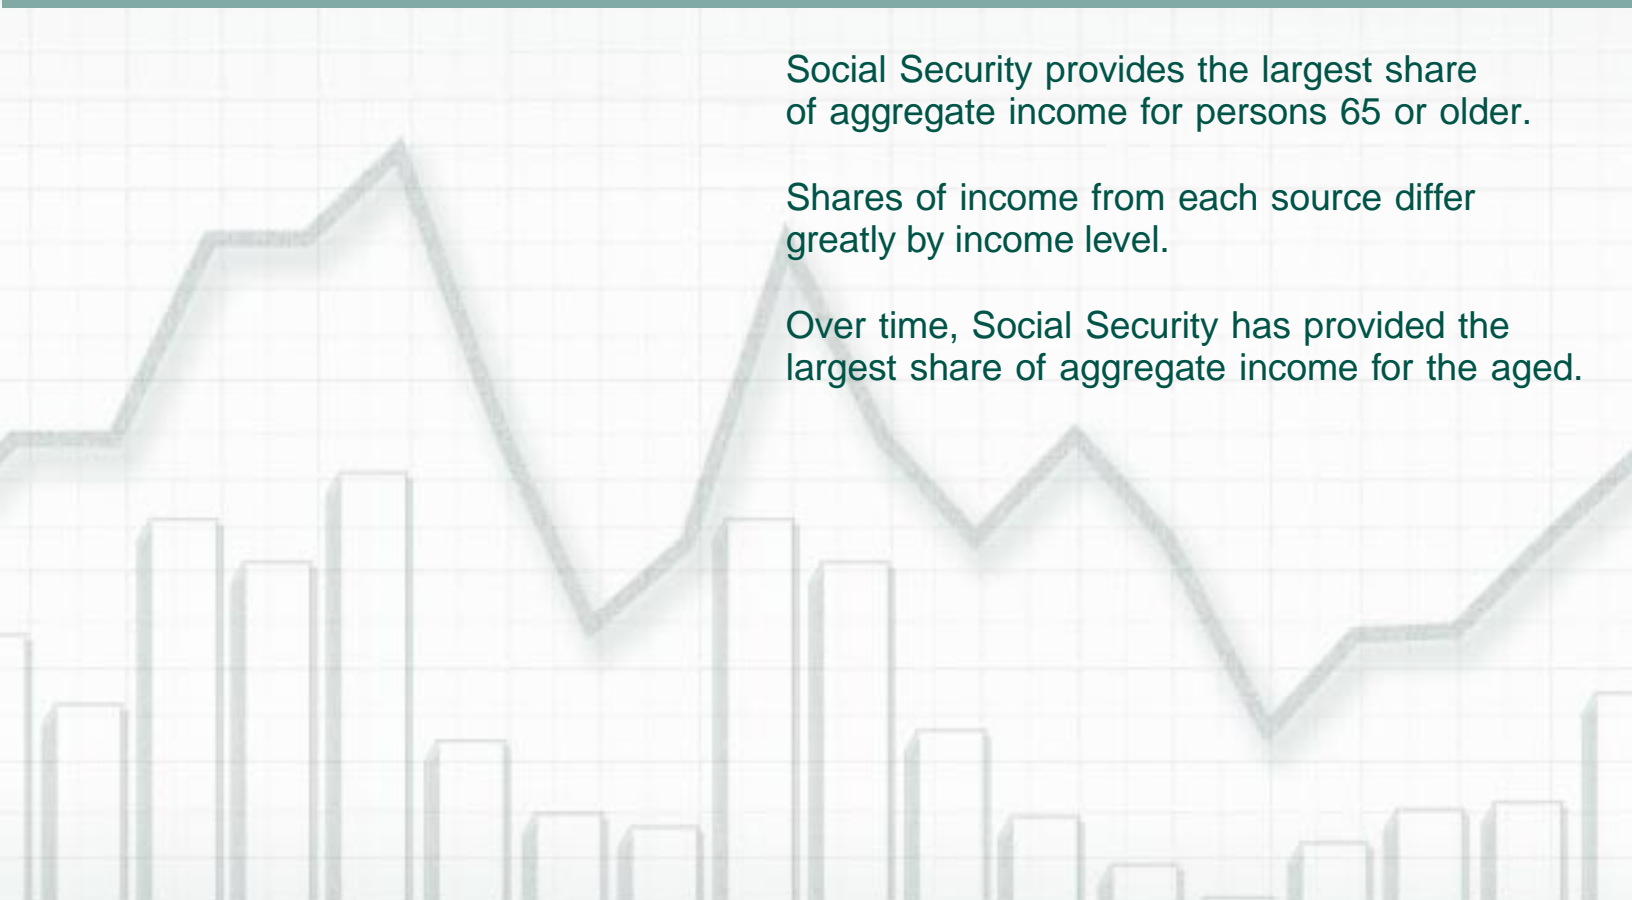 Social Security provides the largest share
of aggregate income for persons 65 or older.
Shares of income from each source differ
greatly by income level.
Over time, Social Security has provided the
largest share of aggregate income for the aged.